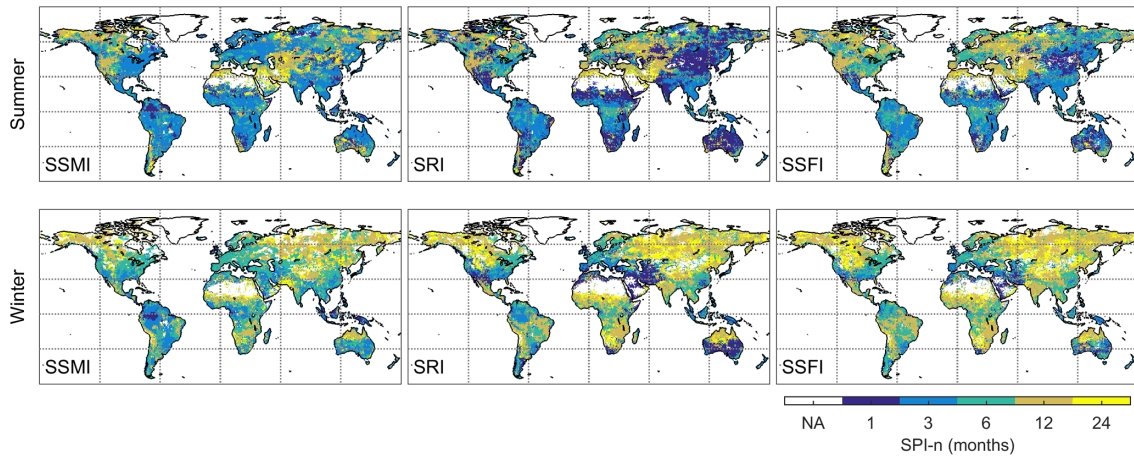 Summer
SSMI
SRI
SSFI
Winter
SSMI
SRI
SSFI
NA 1 3 6 12 24
SPI-n (months)